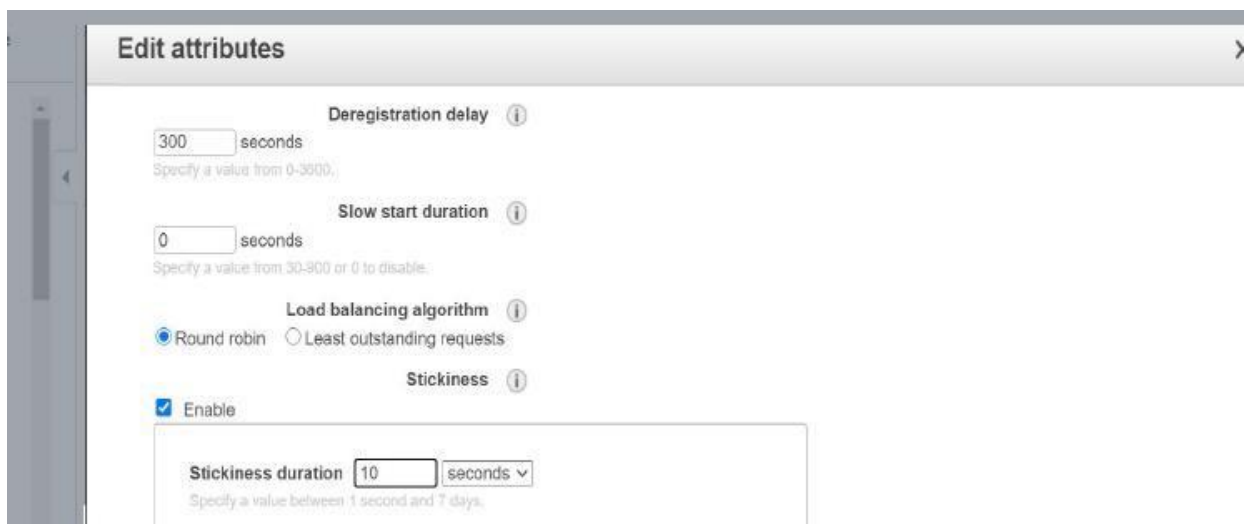 Edit attributes
Deregistration delay
300 seconds
Specify a value from 0-3600.
Slow start duration
0 seconds
Specify a value from 30-900 or 0 to disable.
Load balancing algorithm
Round robin Least outstanding requests
Stickiness
Enable
Stickiness duration 10 seconds
Specify a value between 1 second and 7 days.